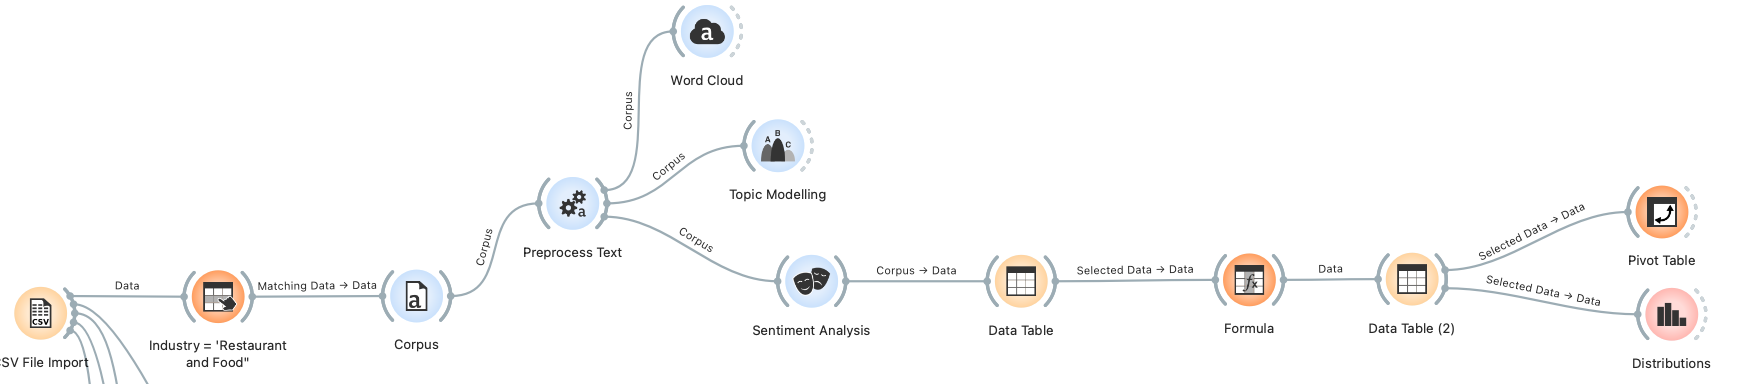 a
Word Cloud
Corpus
A
B
C
Corpus
Topic Modelling
a
Preprocess Text
Corpus
Corpus
Selected Data → Data
Pivot Table
CSV
SV File Import
Data
Industry = 'Restaurant
and Food"
Matching Data → Data
a
Corpus
Sentiment Analysis
Corpus → Data
Data Table
Selected Data → Data
fx
Formula
Data
Data Table (2)
Selected Data → Data
Distributions